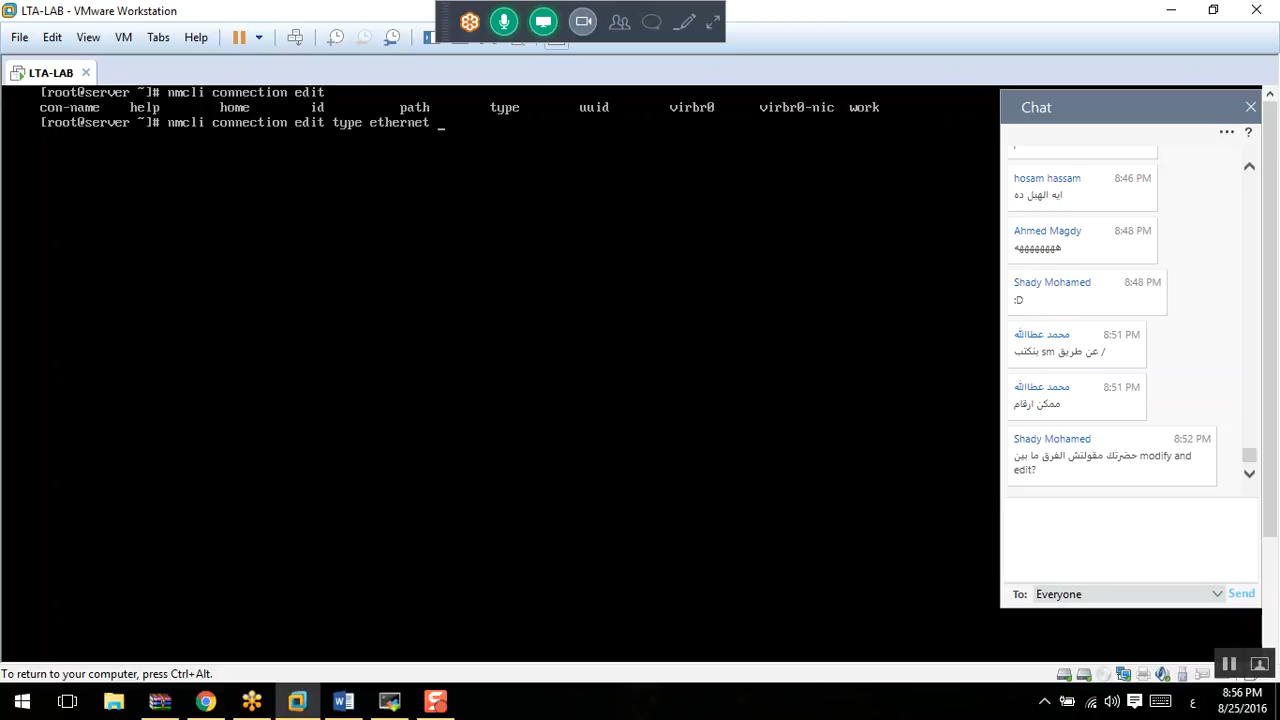 LTA-LAB - VMware Workstation
File Edit View VM Tabs Help
LTA-LAB
[root@server ~]# nmcli connection edit
con-name help home id path type uuid virbr0 virbr0-nic work
[root@server ~]# nmcli connection edit type ethernet _
Chat
hosam hassam 8:46 PM
ايه الهبل ده
Ahmed Magdy 8:48 PM
هههههههههه
Shady Mohamed 8:48 PM
:D
محمد عطاالله 8:51 PM
بنكتب sm عن طريق /
محمد عطاالله 8:51 PM
ممكن ارقام
Shady Mohamed 8:52 PM
حضرتك مقولتش الفرق ما بين modify and
edit?
To: Everyone Send
To return to your computer, press Ctrl+Alt.
ع 8:56 PM
8/25/2016